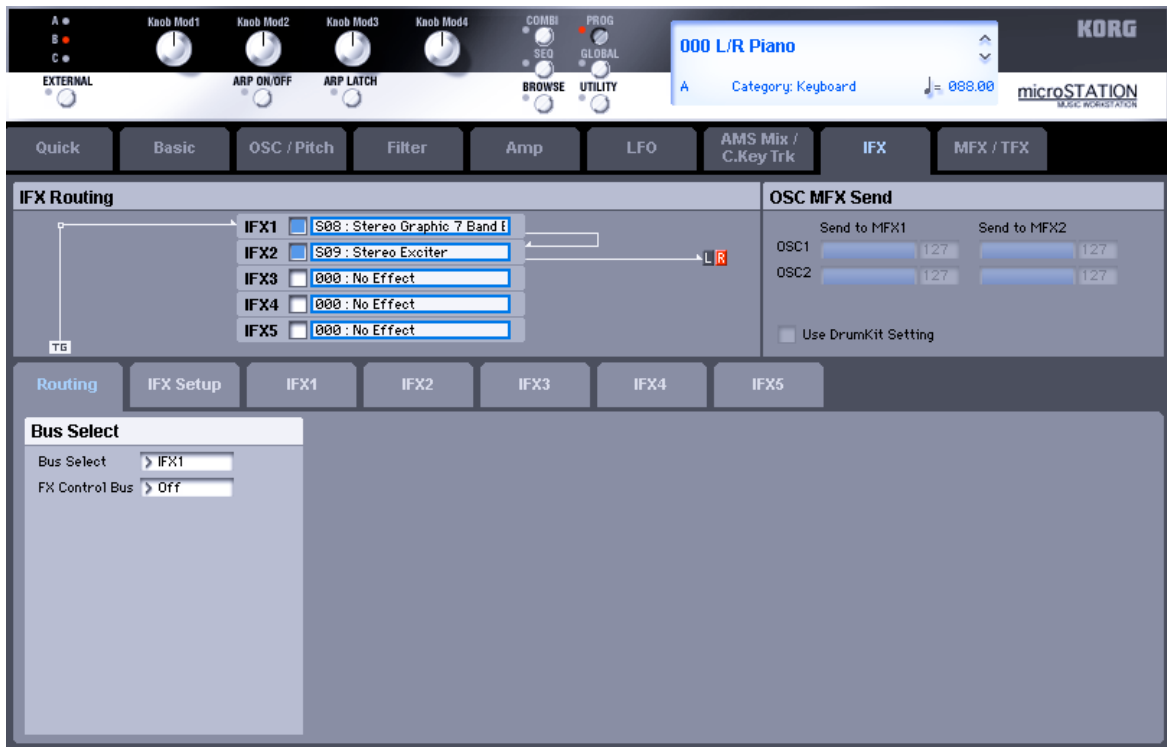 A Knob Mod1 Knob Mod2 Knob Mod3 Knob Mod4 COMBI PROG
B
C
SEQ GLOBAL
EXTERNAL ARP ON/OFF ARP LATCH BROWSE UTILITY
000 L/R Piano
A Category: Keyboard ♩= 088.00
KORG
microSTATION
MUSIC WORKSTATION
Quick Basic OSC / Pitch Filter Amp LFO AMS Mix / C.Key Trk IFX MFX / TFX
IFX Routing
IFX1 S08 : Stereo Graphic 7 Band E
IFX2 S09 : Stereo Exciter
IFX3 000 : No Effect
IFX4 000 : No Effect
IFX5 000 : No Effect
L R
TG
OSC MFX Send
Send to MFX1 Send to MFX2
OSC1 127 127
OSC2 127 127
Use DrumKit Setting
Routing IFX Setup IFX1 IFX2 IFX3 IFX4 IFX5
Bus Select
Bus Select IFX1
FX Control Bus Off